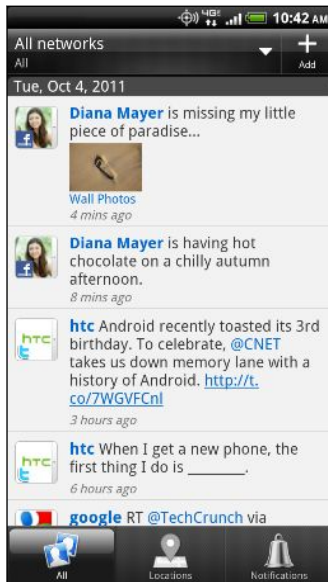 4G 10:42 AM
All networks
All
Add
Tue, Oct 4, 2011
Diana Mayer is missing my little
piece of paradise...
Wall Photos
4 mins ago
Diana Mayer is having hot
chocolate on a chilly autumn
afternoon.
8 mins ago
htc Android recently toasted its 3rd
birthday. To celebrate, @CNET
takes us down memory lane with a
history of Android. http://t.
co/7WGVFCnl
3 hours ago
htc When I get a new phone, the
first thing I do is ________.
6 hours ago
google RT @TechCrunch via
All
Locations
Notifications